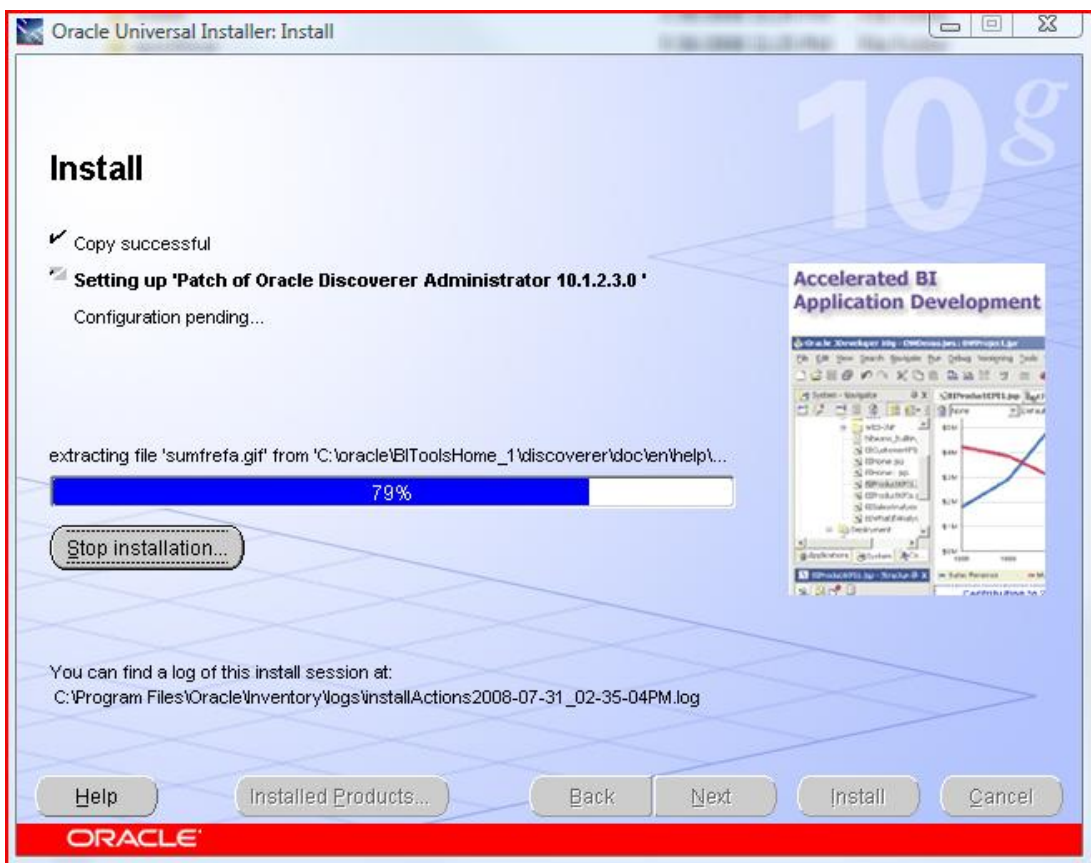 Oracle Universal Installer: Install
10g
Install
Copy successful
Setting up 'Patch of Oracle Discoverer Administrator 10.1.2.3.0 '
Configuration pending...
Accelerated BI
Application Development
extracting file 'sumfrefa.gif' from 'C:\oracle\BIToolsHome_1\discoverer\doc\en\help\...
79%
Stop installation...
You can find a log of this install session at:
C:\Program Files\Oracle\Inventory\logs\installActions2008-07-31_02-35-04PM.log
Help
Installed Products...
Back
Next
Install
Cancel
ORACLE